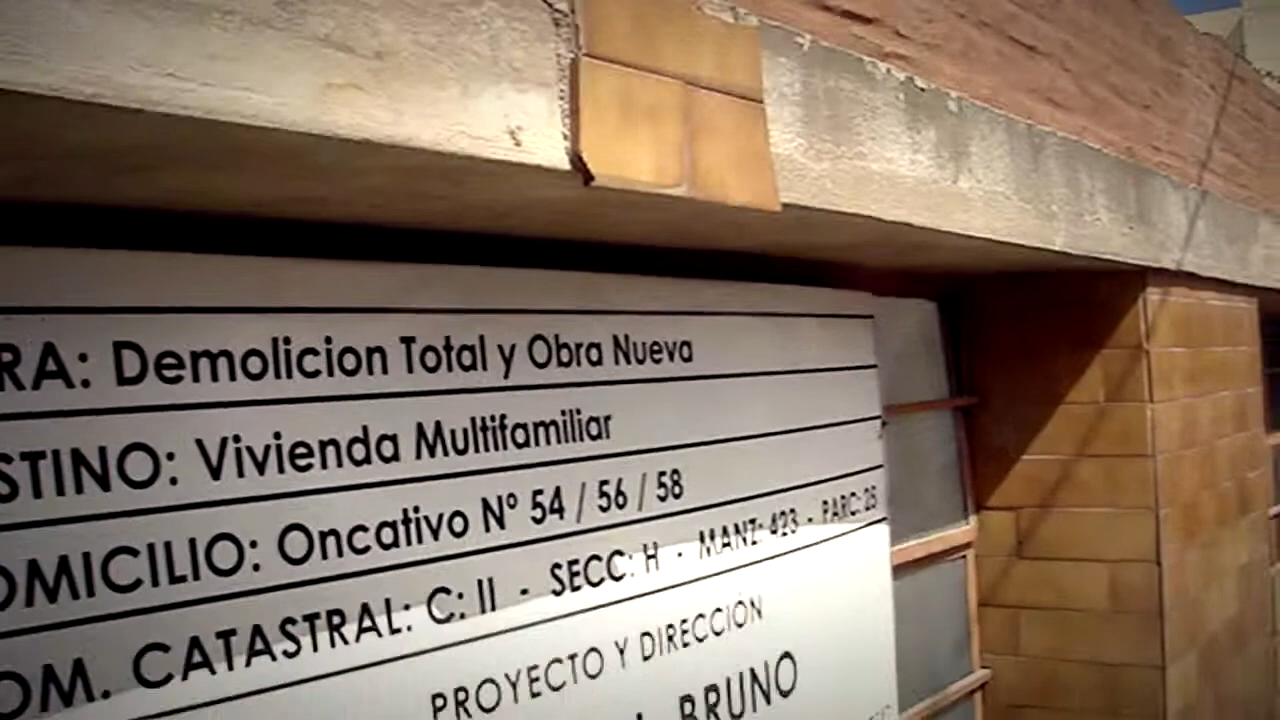 RA: Demolicion Total y Obra Nueva
STINO: Vivienda Multifamiliar
OMICILIO: Oncativo Nº 54 / 56 / 58
OM. CATASTRAL: C: II - SECC: H - MANZ: 423 - PARC: 25
PROYECTO Y DIRECCIÓN
BRUNO